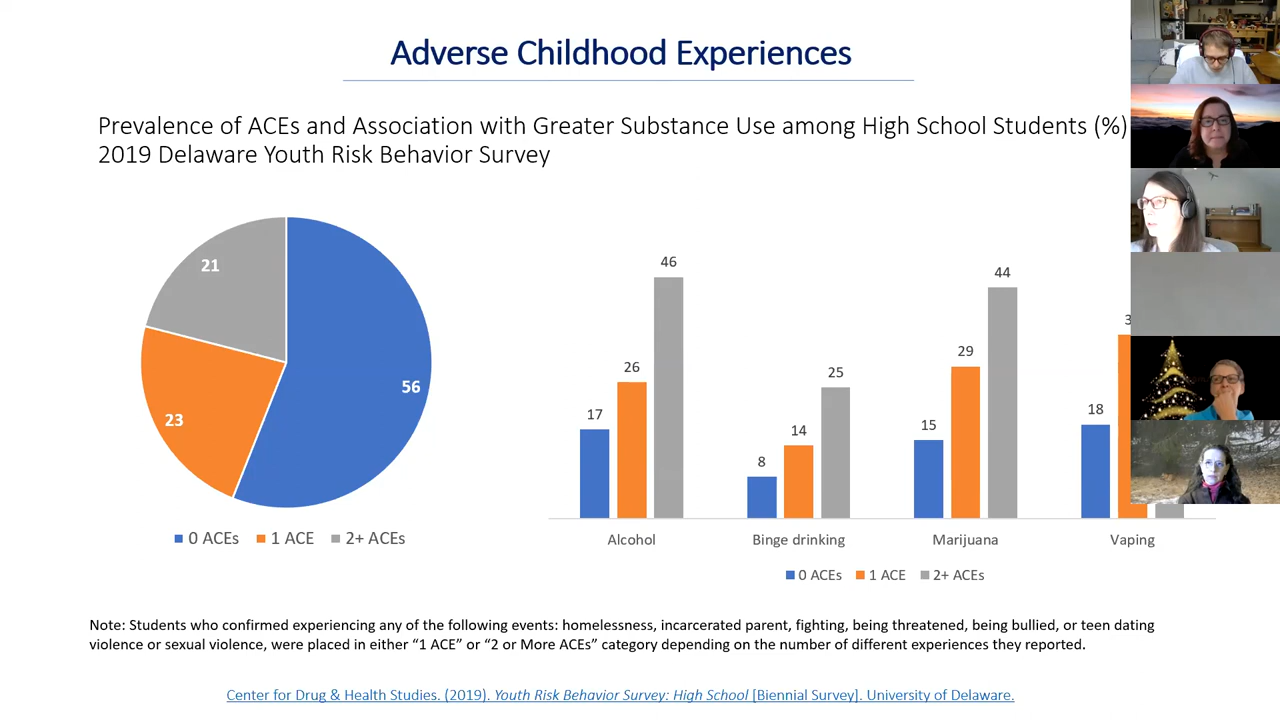 Adverse Childhood Experiences
Prevalence of ACEs and Association with Greater Substance Use among High School Students (%)
2019 Delaware Youth Risk Behavior Survey
21
56
23
0 ACEs 1 ACE 2+ ACEs
46
26
17
25
14
8
44
29
15
18
Alcohol Binge drinking Marijuana Vaping
0 ACEs 1 ACE 2+ ACEs
Note: Students who confirmed experiencing any of the following events: homelessness, incarcerated parent, fighting, being threatened, being bullied, or teen dating
violence or sexual violence, were placed in either “1 ACE” or “2 or More ACEs” category depending on the number of different experiences they reported.
Center for Drug & Health Studies. (2019). Youth Risk Behavior Survey: High School [Biennial Survey]. University of Delaware.